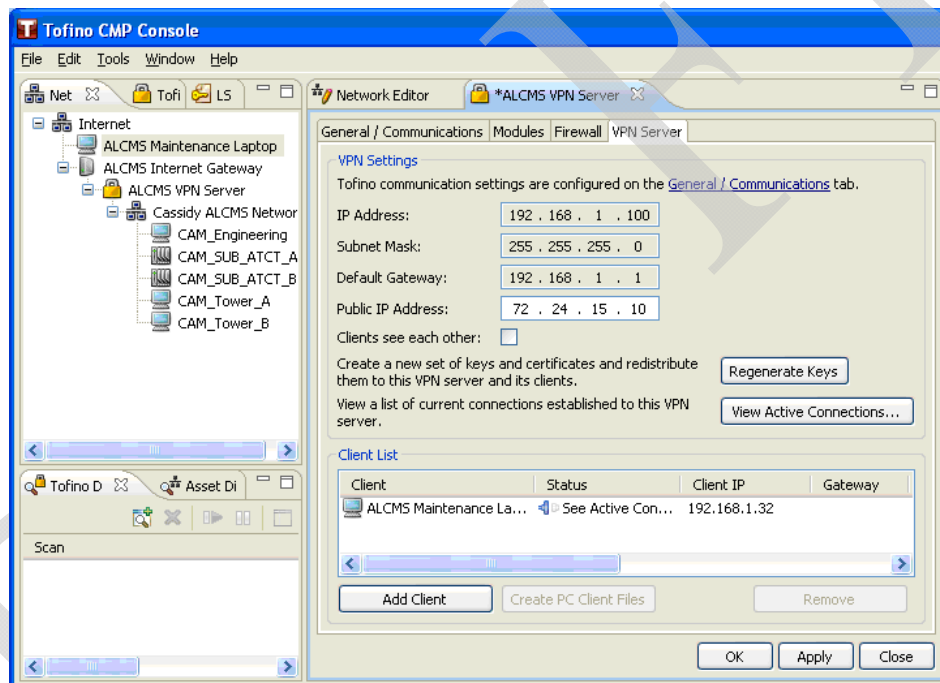 Tofino CMP Console
File Edit Tools Window Help
Net Tofi LS
Internet
ALCMS Maintenance Laptop
ALCMS Internet Gateway
ALCMS VPN Server
Cassidy ALCMS Networ
CAM_Engineering
CAM_SUB_ATCT_A
CAM_SUB_ATCT_B
CAM_Tower_A
CAM_Tower_B
Tofino D Asset Di
Scan
Network Editor *ALCMS VPN Server
General / Communications Modules Firewall VPN Server
VPN Settings
Tofino communication settings are configured on the General / Communications tab.
IP Address: 192 . 168 . 1 . 100
Subnet Mask: 255 . 255 . 255 . 0
Default Gateway: 192 . 168 . 1 . 1
Public IP Address: 72 . 24 . 15 . 10
Clients see each other:
Create a new set of keys and certificates and redistribute
them to this VPN server and its clients.
Regenerate Keys
View a list of current connections established to this VPN
server.
View Active Connections...
Client List
Client Status Client IP Gateway
ALCMS Maintenance La... See Active Con... 192.168.1.32
Add Client Create PC Client Files Remove
OK Apply Close